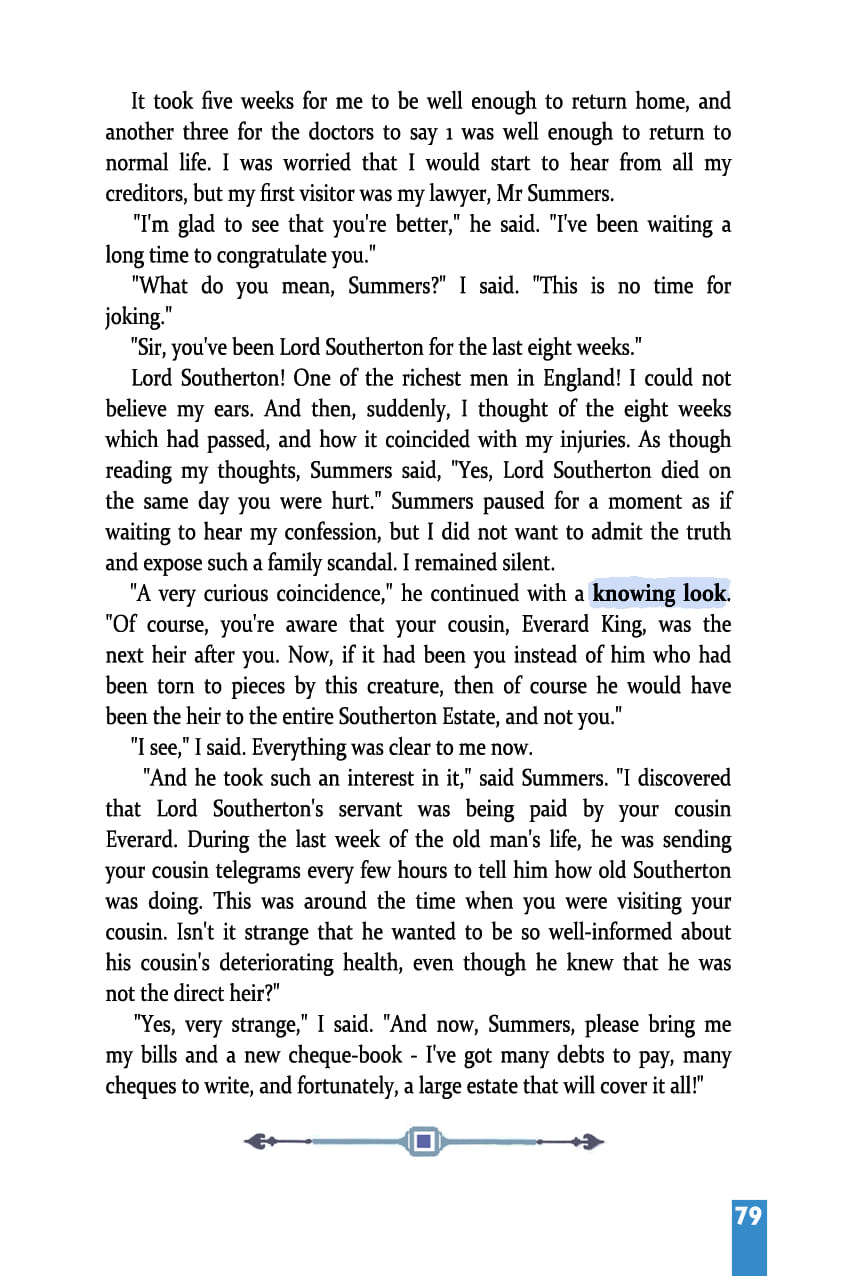 It took five weeks for me to be well enough to return home, and
another three for the doctors to say 1 was well enough to return to
normal life. I was worried that I would start to hear from all my
creditors, but my first visitor was my lawyer, Mr Summers.
"I'm glad to see that you're better," he said. "I've been waiting a
long time to congratulate you."
"What do you mean, Summers?" I said. "This is no time for
joking."
"Sir, you've been Lord Southerton for the last eight weeks."
Lord Southerton! One of the richest men in England! I could not
believe my ears. And then, suddenly, I thought of the eight weeks
which had passed, and how it coincided with my injuries. As though
reading my thoughts, Summers said, "Yes, Lord Southerton died on
the same day you were hurt." Summers paused for a moment as if
waiting to hear my confession, but I did not want to admit the truth
and expose such a family scandal. I remained silent.
"A very curious coincidence," he continued with a knowing look.
"Of course, you're aware that your cousin, Everard King, was the
next heir after you. Now, if it had been you instead of him who had
been torn to pieces by this creature, then of course he would have
been the heir to the entire Southerton Estate, and not you."
"I see," I said. Everything was clear to me now.
"And he took such an interest in it," said Summers. "I discovered
that Lord Southerton's servant was being paid by your cousin
Everard. During the last week of the old man's life, he was sending
your cousin telegrams every few hours to tell him how old Southerton
was doing. This was around the time when you were visiting your
cousin. Isn't it strange that he wanted to be so well-informed about
his cousin's deteriorating health, even though he knew that he was
not the direct heir?"
"Yes, very strange," I said. "And now, Summers, please bring me
my bills and a new cheque-book - I've got many debts to pay, many
cheques to write, and fortunately, a large estate that will cover it all!"
79